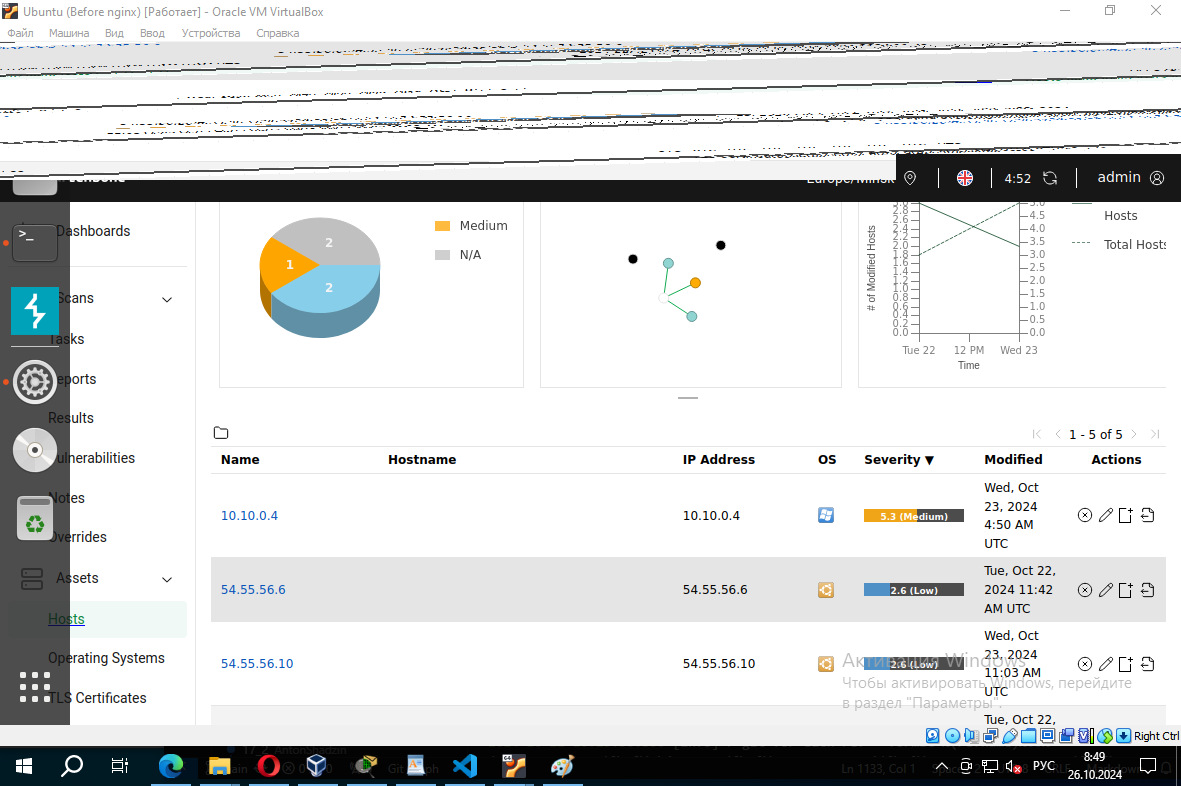 Ubuntu (Before nginx) [Работает] - Oracle VM VirtualBox
Файл Машина Вид Ввод Устройства Справка
Europe/Minsk 4:52 admin
Dashboards
Scans
Tasks
Reports
Results
Vulnerabilities
Notes
Overrides
Assets
Hosts
Operating Systems
TLS Certificates
Medium
N/A
2
1
2
# of Modified Hosts
3.0
2.8
2.6
2.4
2.2
2.0
1.8
1.6
1.4
1.2
1.0
0.8
0.6
0.4
0.2
0.0
5.0
4.5
4.0
3.5
3.0
2.5
2.0
1.5
1.0
0.5
0.0
Tue 22 12 PM Wed 23
Time
Hosts
Total Hosts
1 - 5 of 5
Name Hostname IP Address OS Severity ▼ Modified Actions
10.10.0.4 10.10.0.4 5.3 (Medium) Wed, Oct
23, 2024
4:50 AM
UTC
54.55.56.6 54.55.56.6 2.6 (Low) Tue, Oct 22,
2024 11:42
AM UTC
54.55.56.10 54.55.56.10 2.6 (Low) Wed, Oct
23, 2024
11:03 AM
UTC
Tue, Oct 22,
Активация Windows
Чтобы активировать Windows, перейдите
в раздел "Параметры".
Right Ctrl
Ln 1133, Col 1
РУС
8:49
26.10.2024